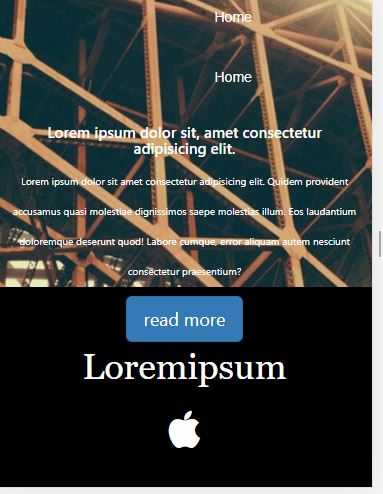 Home
Home
Lorem ipsum dolor sit, amet consectetur
adipisicing elit.
Lorem ipsum dolor sit amet consectetur adipisicing elit. Quidem provident
accusamus quasi molestiae dignissimos saepe molestias illum. Eos laudantium
doloremque deserunt quod! Labore cumque, error aliquam autem nesciunt
consectetur praesentium?
read more
Loremipsum